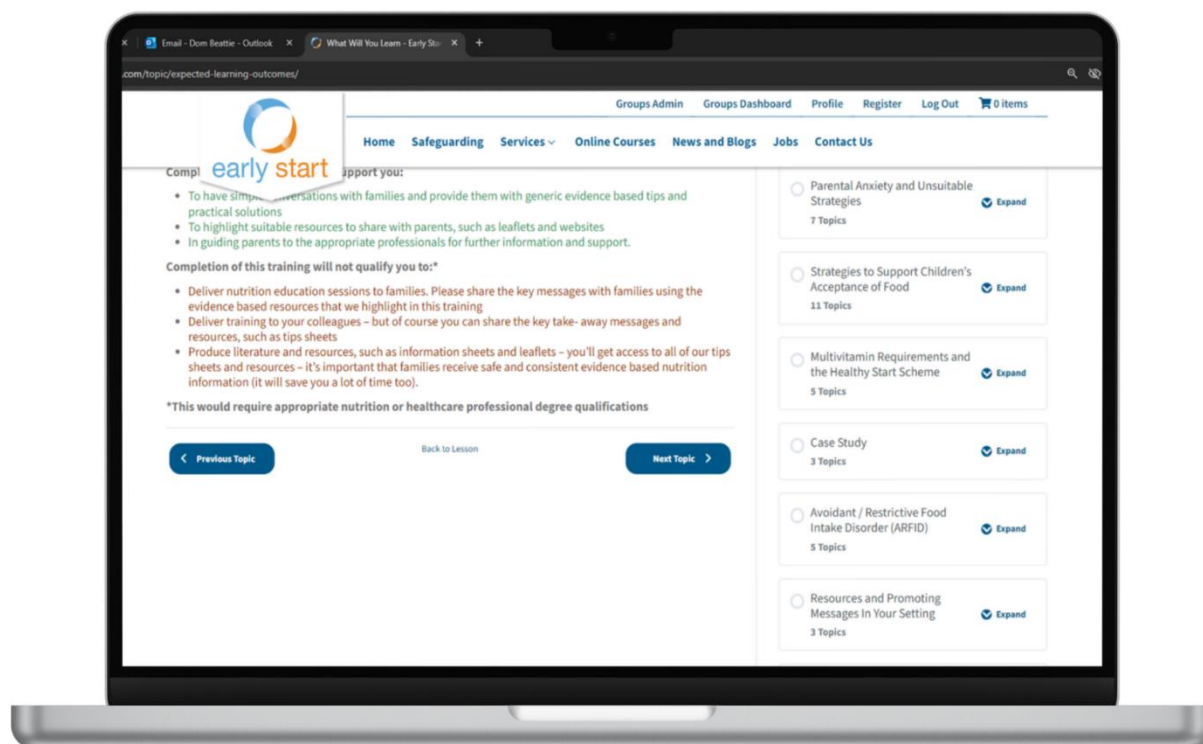 Email - Dom Beattie - Outlook
What Will You Learn - Early Sta
.com/topic/expected-learning-outcomes/
Groups Admin Groups Dashboard Profile Register Log Out 0 items
early start
Home Safeguarding Services Online Courses News and Blogs Jobs Contact Us
Compl upport you:
To have simp versations with families and provide them with generic evidence based tips and
practical solutions
To highlight suitable resources to share with parents, such as leaflets and websites
In guiding parents to the appropriate professionals for further information and support.
Completion of this training will not qualify you to:*
Deliver nutrition education sessions to families. Please share the key messages with families using the
evidence based resources that we highlight in this training
Deliver training to your colleagues – but of course you can share the key take- away messages and
resources, such as tips sheets
Produce literature and resources, such as information sheets and leaflets – you'll get access to all of our tips
sheets and resources – it's important that families receive safe and consistent evidence based nutrition
information (it will save you a lot of time too).
*This would require appropriate nutrition or healthcare professional degree qualifications
Previous Topic
Back to Lesson
Next Topic
Parental Anxiety and Unsuitable
Strategies
Expand
7 Topics
Strategies to Support Children's
Acceptance of Food
Expand
11 Topics
Multivitamin Requirements and
the Healthy Start Scheme
Expand
5 Topics
Case Study
Expand
3 Topics
Avoidant / Restrictive Food
Intake Disorder (ARFID)
Expand
5 Topics
Resources and Promoting
Messages In Your Setting
Expand
3 Topics